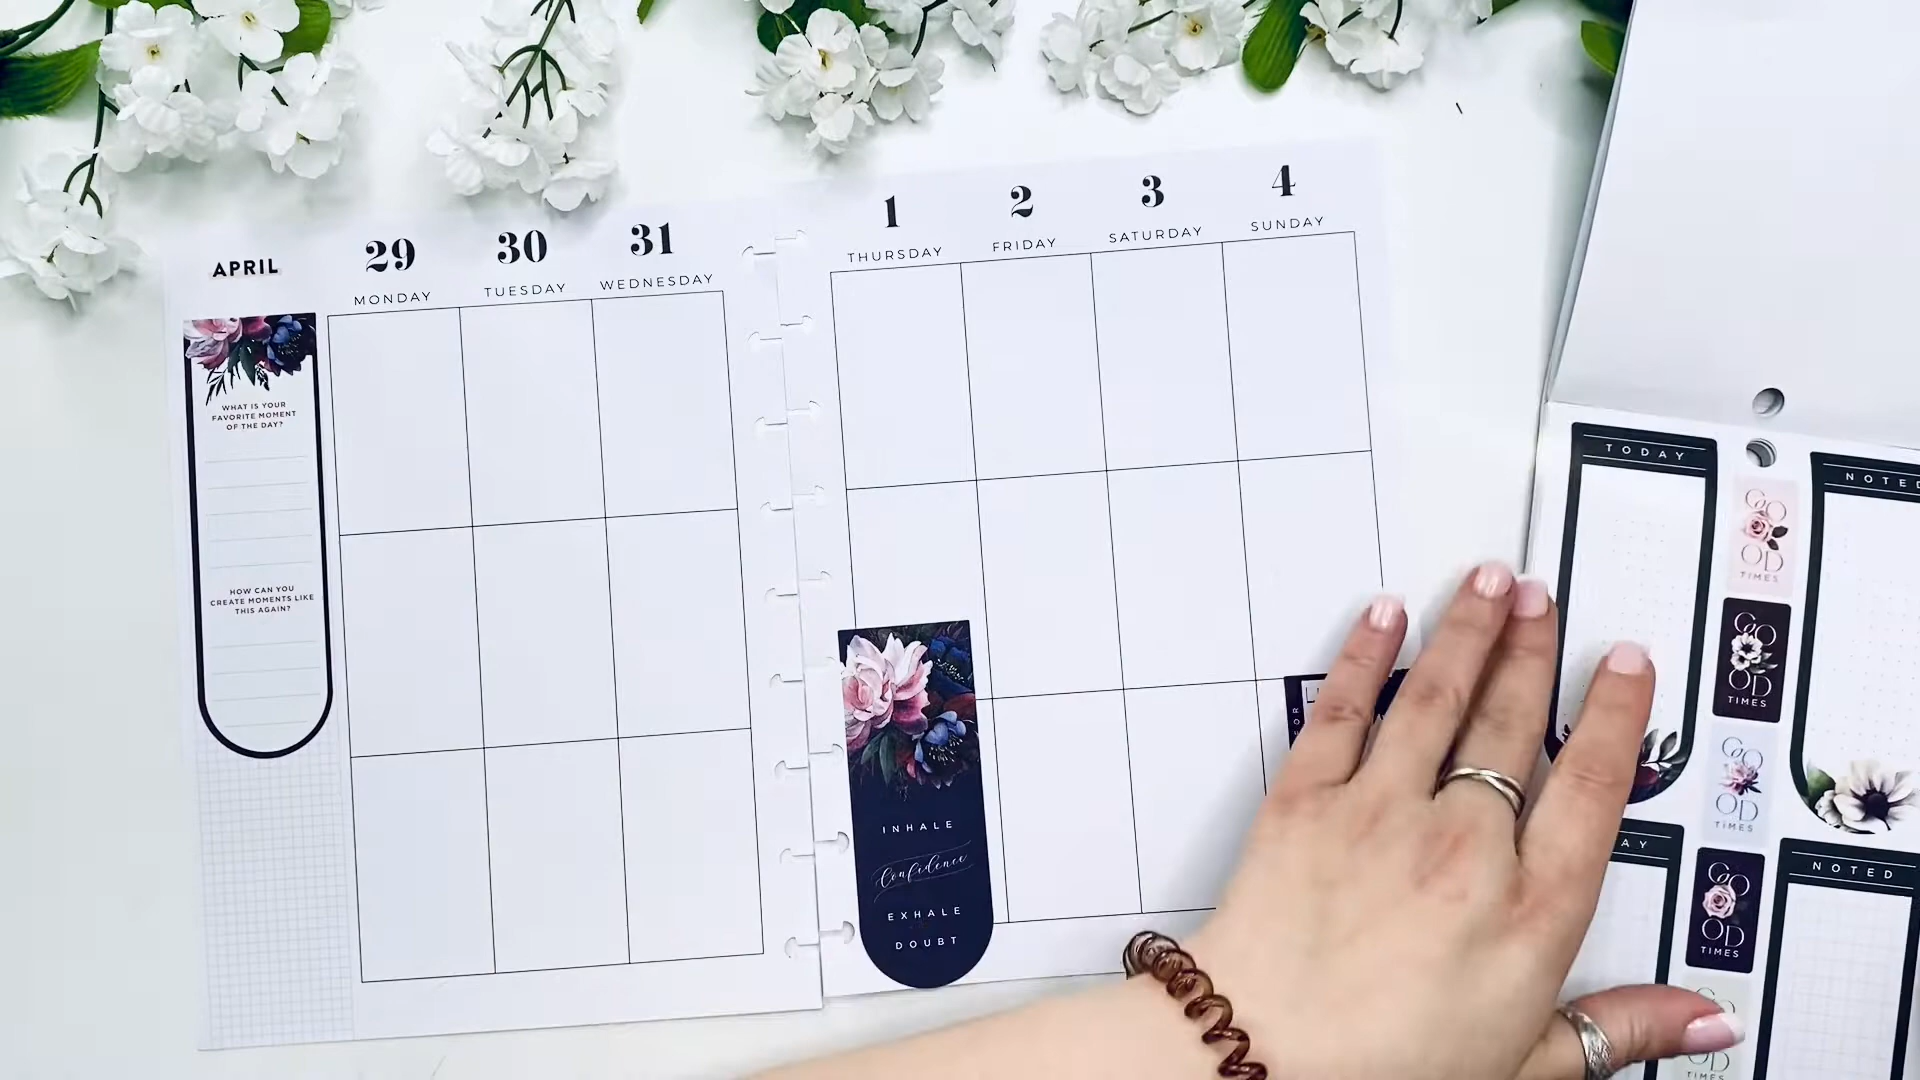 APRIL
29
MONDAY
30
TUESDAY
31
WEDNESDAY
1
THURSDAY
2
FRIDAY
3
SATURDAY
4
SUNDAY
WHAT IS YOUR
FAVORITE MOMENT
OF THE DAY?
HOW CAN YOU
CREATE MOMENTS LIKE
THIS AGAIN?
INHALE
Confidence
EXHALE
DOUBT
TODAY
NOTED
GOOD
TIMES
GOOD
TIMES
GOOD
TIMES
GOOD
TIMES
NOTED
TIMES